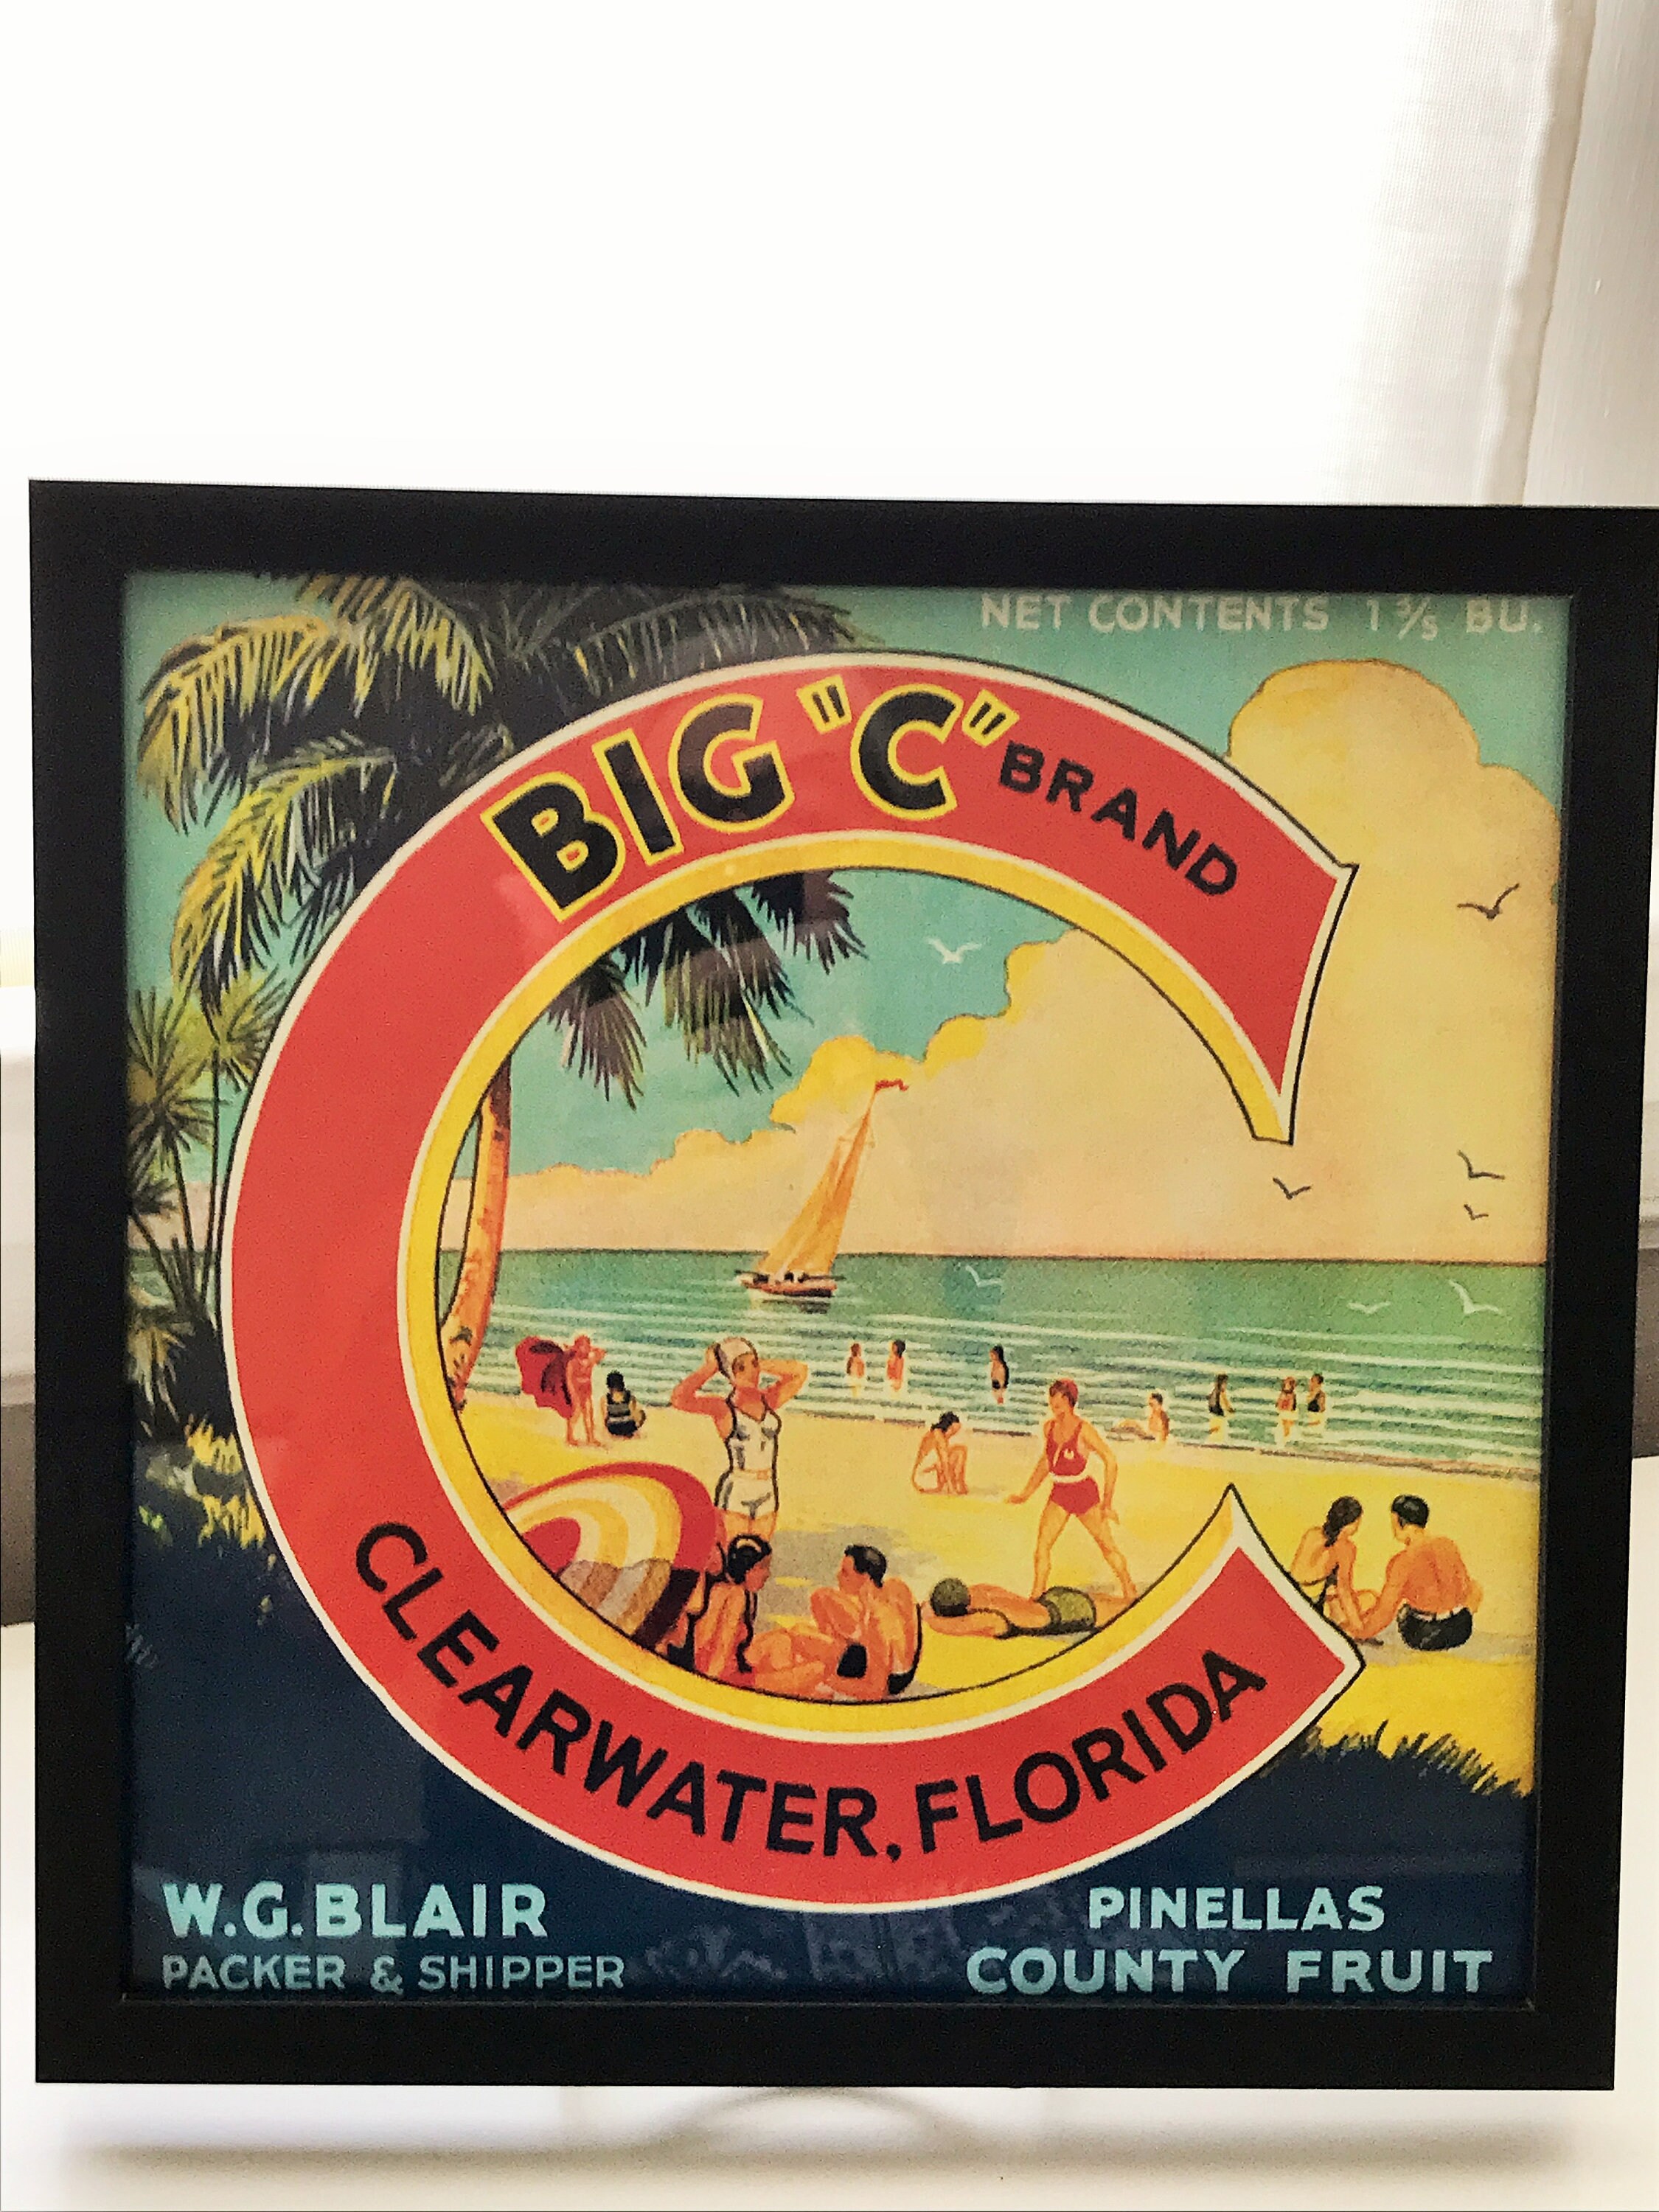 NET CONTENTS 1 3/5 BU.
BIG "C" BRAND
CLEARWATER, FLORIDA
W.G. BLAIR
PACKER & SHIPPER
PINELLAS
COUNTY FRUIT